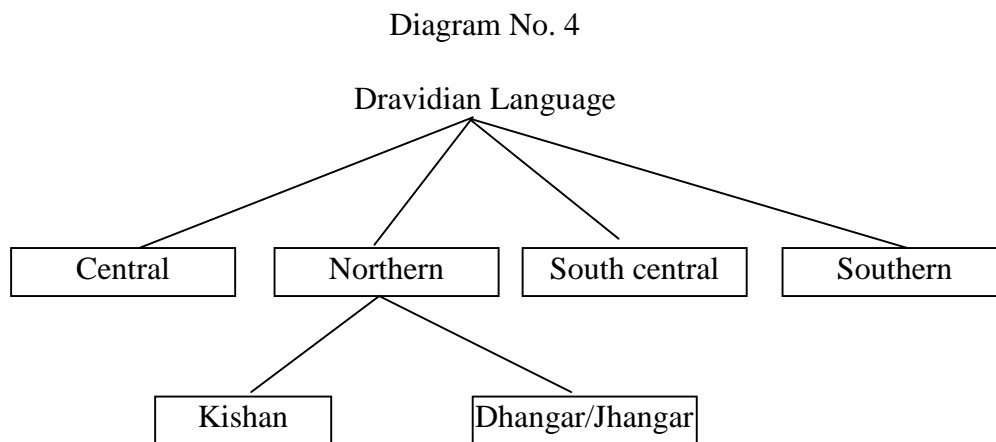 Diagram No. 4
Dravidian Language
Central Northern South central Southern
Kishan Dhangar/Jhangar